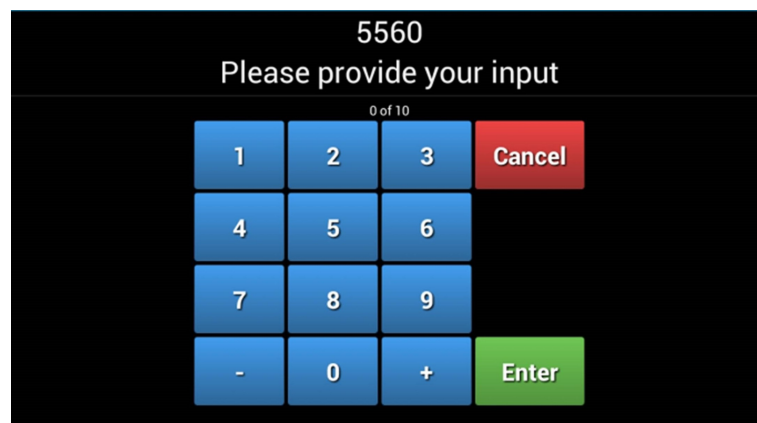 5560
Please provide your input
0 of 10
1 2 3 Cancel
4 5 6
7 8 9
- 0 + Enter